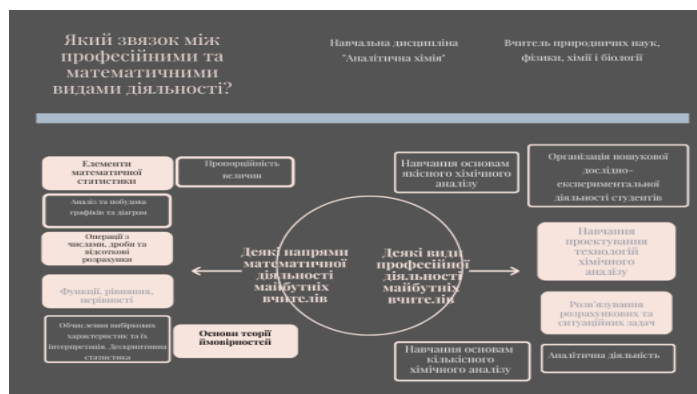 Який звязок між
професійними та
математичними
видами діяльності?
Навчальна дисципліна
"Аналітична хімія"
Вчитель природничих наук,
фізики, хімії і біології
Елементи
математичної
статистики
Пропорційність
величин
Аналіз та побудова
графіків та діаграм
Операції з
числами, дроби та
відсоткові
розрахунки
Функції, рівняння,
нерівності
Обчислення вибіркових
характеристик та їх
інтерпретація. Дескриптивна
статистика
Основи теорії
ймовірностей
Деякі напрями
математичної
діяльності
майбутніх
вчителів
Деякі види
професійної
діяльності
майбутніх
вчителів
Навчання основам
якісного хімічного
аналізу
Організація пошукової
дослідно-
експериментальної
діяльності студентів
Навчання
проектування
технологій
хімічного
аналізу
Розв'язування
розрахункових та
ситуаційних задач
Навчання основам
кількісного
хімічного аналізу
Аналітична діяльність